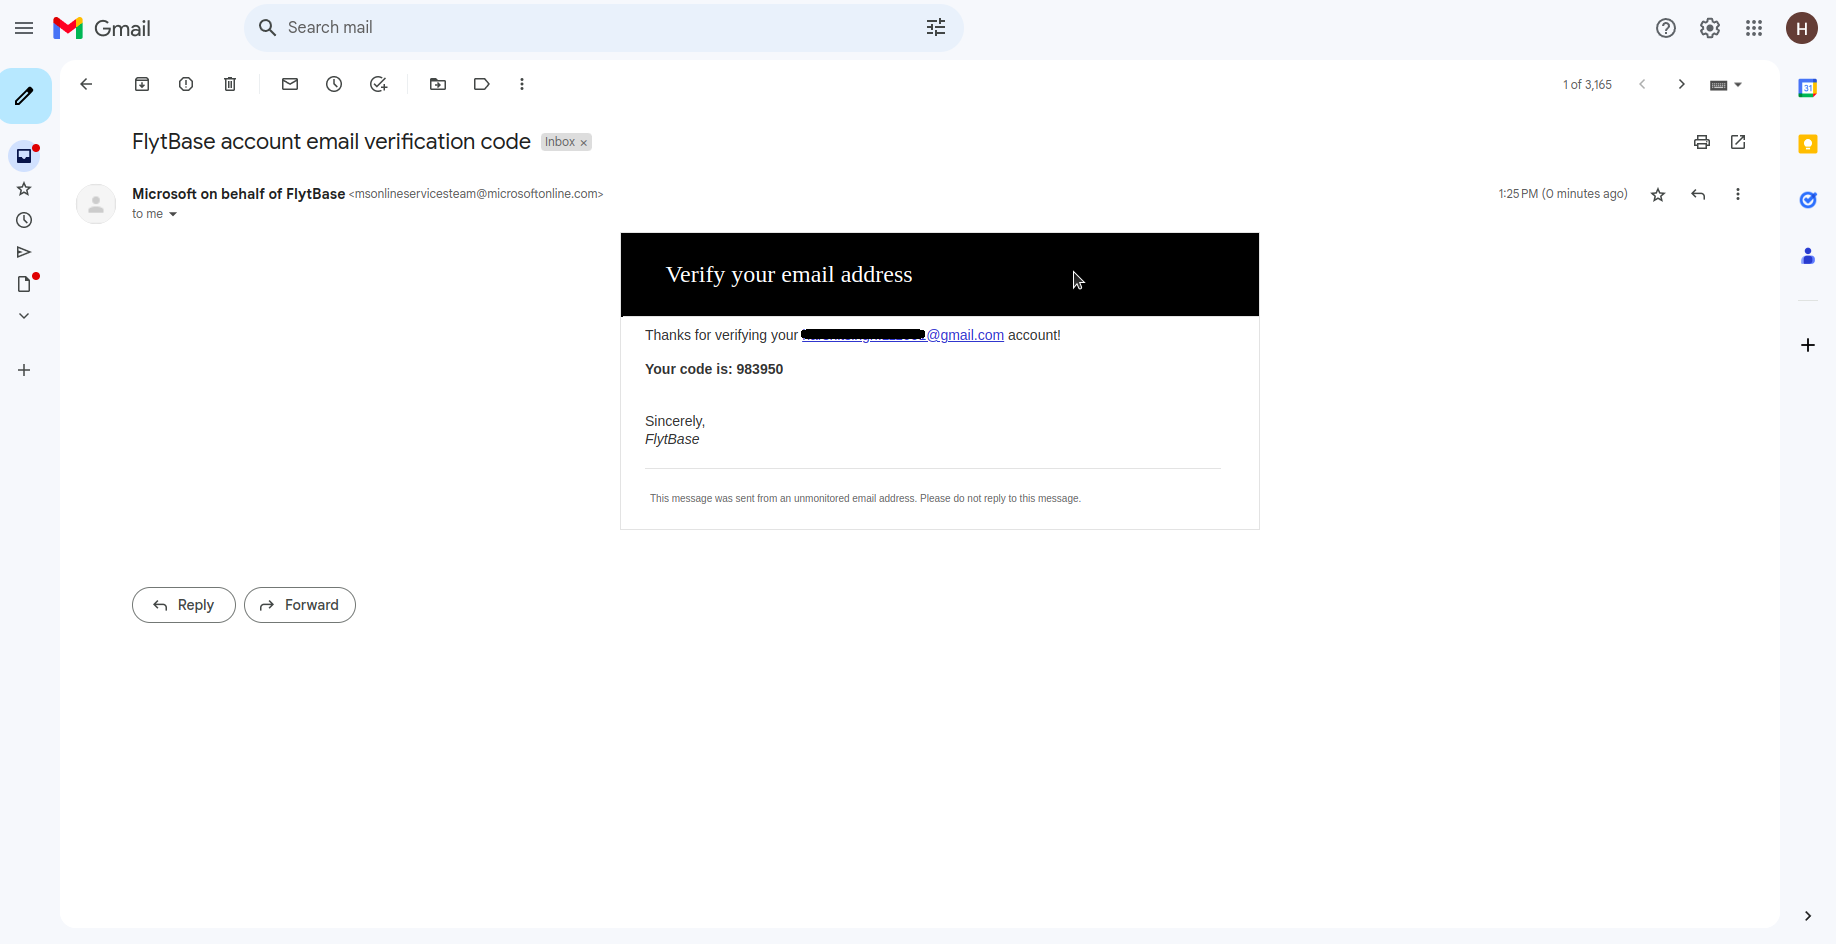 Gmail
Search mail
H
1 of 3,165
FlytBase account email verification code Inbox ×
Microsoft on behalf of FlytBase <msonlineservicesteam@microsoftonline.com>
1:25 PM (0 minutes ago)
to me
Verify your email address
Thanks for verifying your @gmail.com account!
Your code is: 983950
Sincerely,
FlytBase
This message was sent from an unmonitored email address. Please do not reply to this message.
Reply
Forward
31